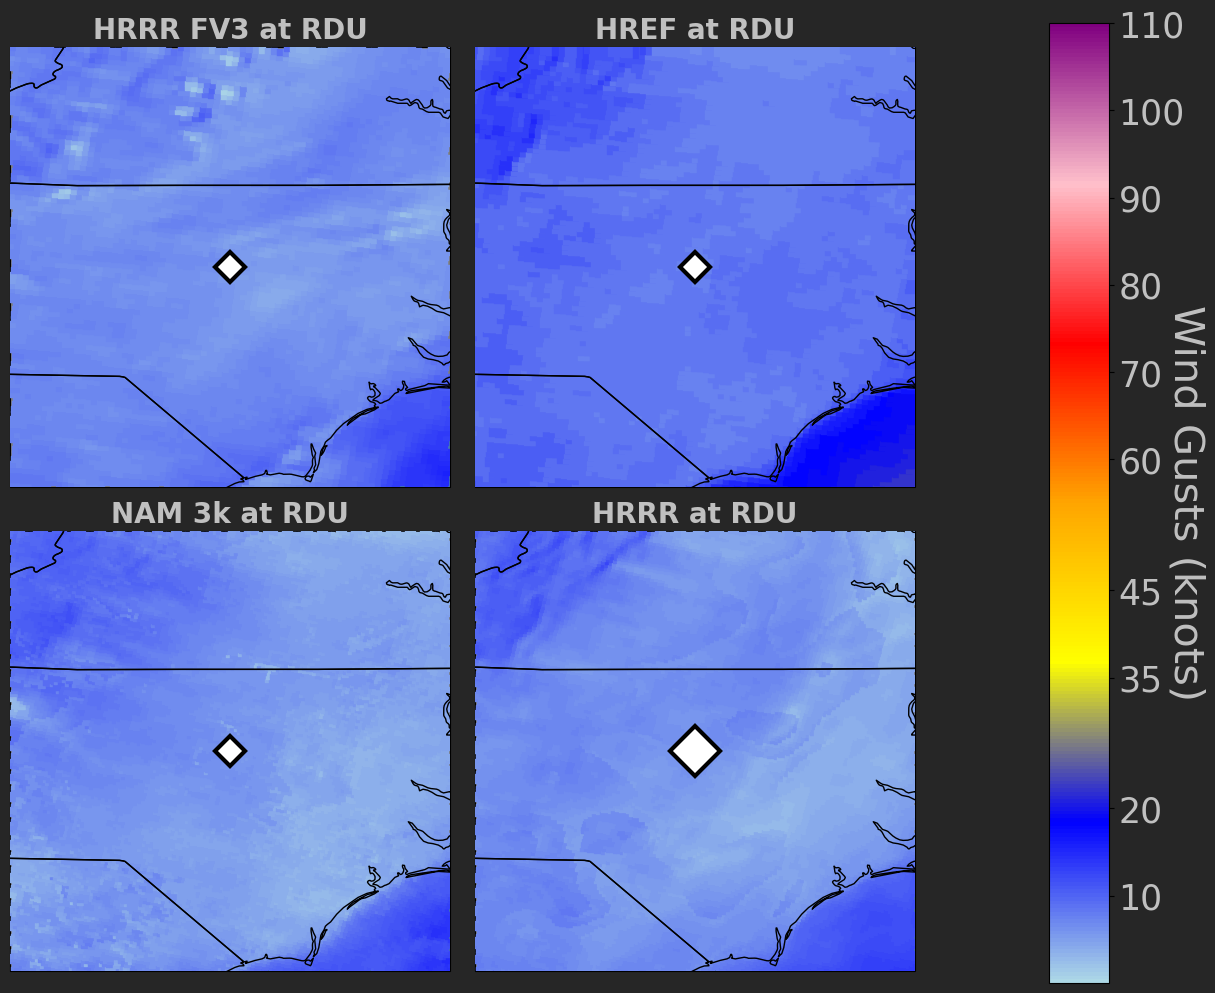 HRRR FV3 at RDU
HREF at RDU
NAM 3k at RDU
HRRR at RDU
110
100
90
80
70
60
45
35
20
10
Wind Gusts (knots)